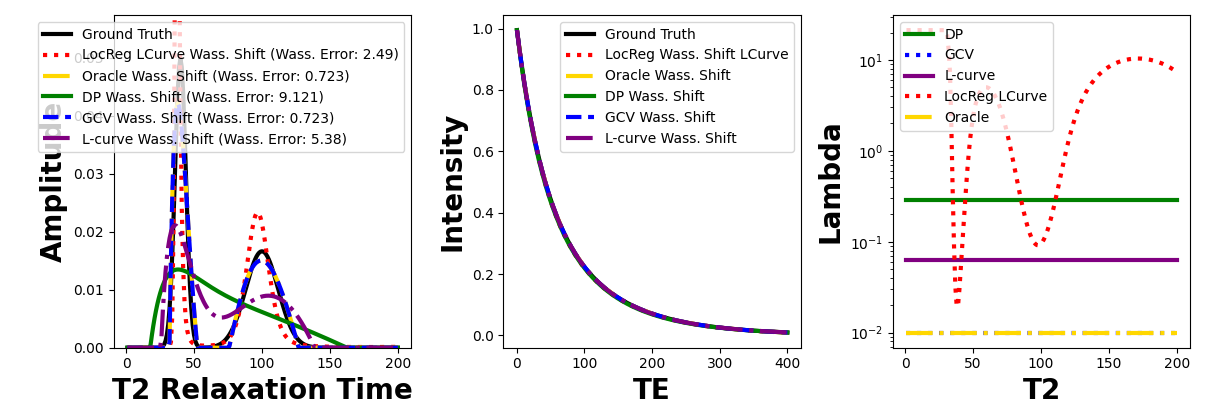 Ground Truth
LocReg LCurve Wass. Shift (Wass. Error: 2.49)
Oracle Wass. Shift (Wass. Error: 0.723)
DP Wass. Shift (Wass. Error: 9.121)
GCV Wass. Shift (Wass. Error: 0.723)
L-curve Wass. Shift (Wass. Error: 5.38)
Amplitude
0.03
0.02
0.01
0.00
0 50 100 150 200
T2 Relaxation Time
Ground Truth
LocReg Wass. Shift LCurve
Oracle Wass. Shift
DP Wass. Shift
GCV Wass. Shift
L-curve Wass. Shift
Intensity
1.0
0.8
0.6
0.4
0.2
0.0
0 100 200 300 400
TE
DP
GCV
L-curve
LocReg LCurve
Oracle
Lambda
10¹
10⁰
10⁻¹
10⁻²
0 50 100 150 200
T2